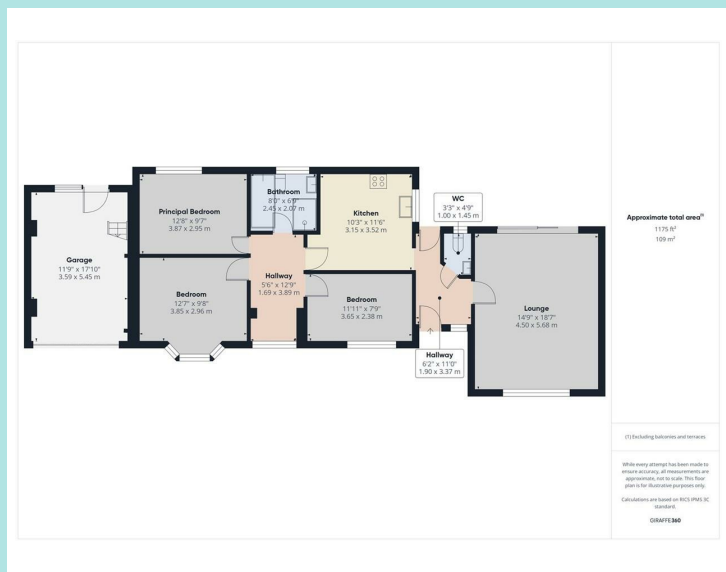 Principal Bedroom
12'8" x 9'7"
3.87 x 2.95 m
Bathroom
8'0" x 6'9"
2.45 x 2.07 m
Kitchen
10'3" x 11'6"
3.15 x 3.52 m
WC
3'3" x 4'9"
1.00 x 1.45 m
Garage
11'9" x 17'10"
3.59 x 5.45 m
Bedroom
12'7" x 9'8"
3.85 x 2.96 m
Hallway
5'6" x 12'9"
1.69 x 3.89 m
Bedroom
11'11" x 7'9"
3.65 x 2.38 m
Hallway
6'2" x 11'0"
1.90 x 3.37 m
Lounge
14'9" x 18'7"
4.50 x 5.68 m
Approximate total area(1)
1175 ft²
109 m²
(1) Excluding balconies and terraces
While every attempt has been made to
ensure accuracy, all measurements are
approximate, not to scale. This floor
plan is for illustrative purposes only.
Calculations are based on RICS IPMS 3C
standard.
GIRAFFE360